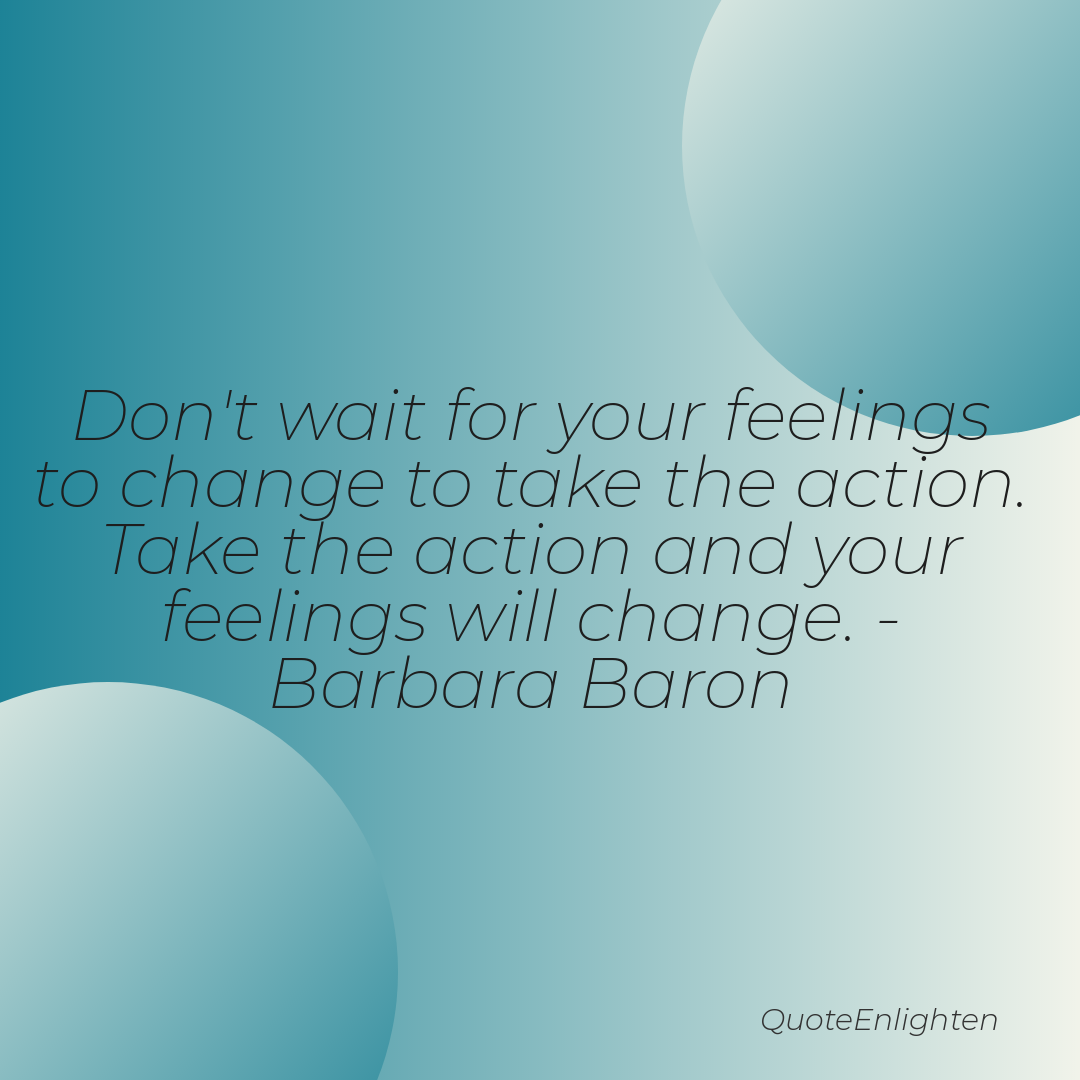 Don't wait for your feelings
to change to take the action.
Take the action and your
feelings will change. -
Barbara Baron
QuoteEnlighten